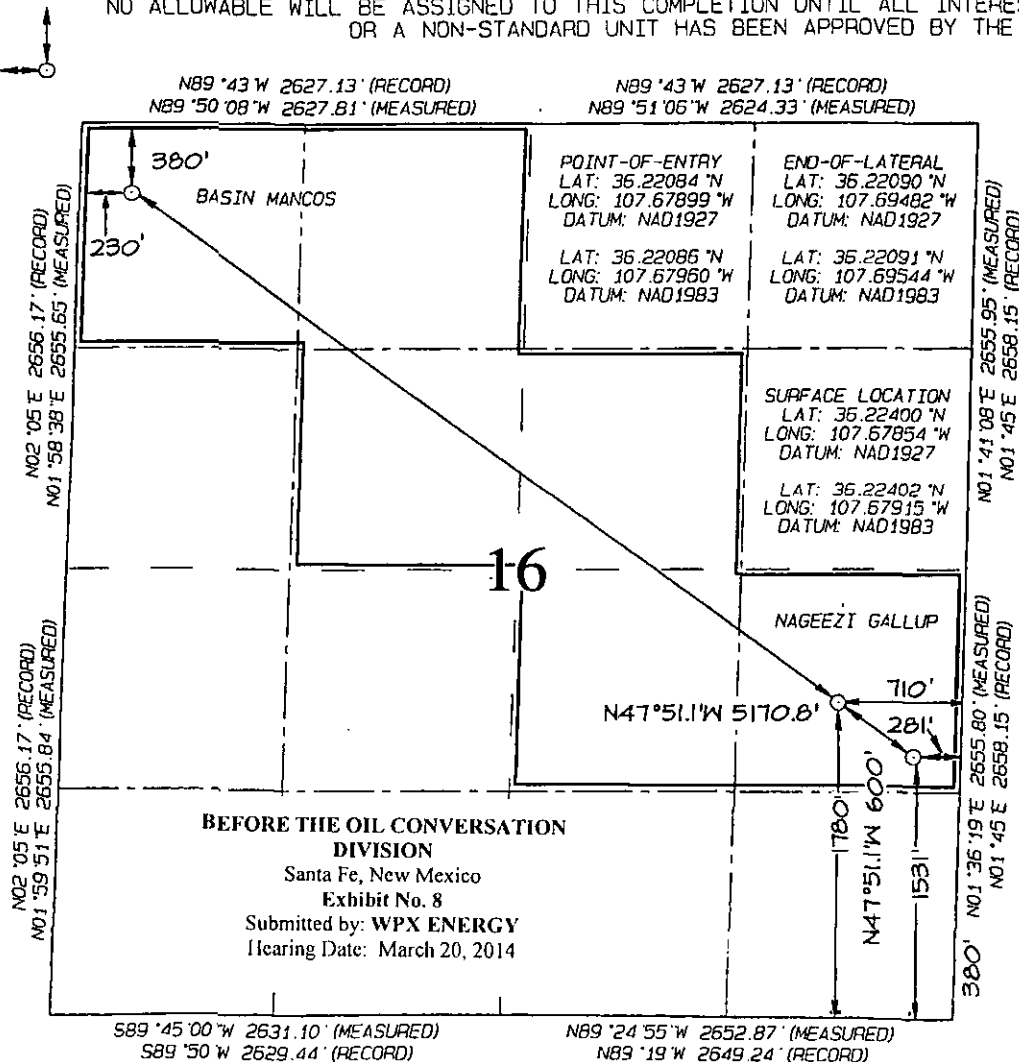 NO ALLOWABLE WILL BE ASSIGNED TO THIS COMPLETION UNTIL ALL
OR A NON-STANDARD UNIT HAS BEEN APPROVED BY THE
N89°43'W 2627.13' (RECORD)
N89°50'08"W 2627.81' (MEASURED)
N89°43'W 2627.13' (RECORD)
N89°51'06"W 2624.33' (MEASURED)
380'
BASIN MANCOS
230'
POINT-OF-ENTRY
LAT: 36.22084°N
LONG: 107.67899°W
DATUM: NAD1927
LAT: 36.22086°N
LONG: 107.67960°W
DATUM: NAD1983
END-OF-LATERAL
LAT: 36.22090°N
LONG: 107.69482°W
DATUM: NAD1927
LAT: 36.22091°N
LONG: 107.69544°W
DATUM: NAD1983
N02°05'E 2656.17' (RECORD)
N01°58'38"E 2655.65' (MEASURED)
N01°41'08"E 2655.95' (MEASURED)
N01°45'E 2658.15' (RECORD)
SURFACE LOCATION
LAT: 36.22400°N
LONG: 107.67854°W
DATUM: NAD1927
LAT: 36.22402°N
LONG: 107.67915°W
DATUM: NAD1983
16
NAGEEZI GALLUP
710'
N47°51.1'W 5170.8'
281'
1780'
N47°51.1'W 600'
1531'
N02°05'E 2656.17' (RECORD)
N01°59'51"E 2655.84' (MEASURED)
N01°36'19"E 2655.80' (MEASURED)
N01°45'E 2658.15' (RECORD)
380'
BEFORE THE OIL CONVERSATION
DIVISION
Santa Fe, New Mexico
Exhibit No. 8
Submitted by: WPX ENERGY
Hearing Date: March 20, 2014
S89°45'00"W 2631.10' (MEASURED)
S89°50'W 2629.44' (RECORD)
N89°24'55"W 2652.87' (MEASURED)
N89°19'W 2649.24' (RECORD)